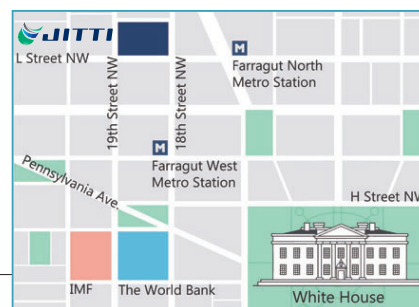 JITTI
L Street NW
19th Street NW
18th Street NW
M
Farragut North
Metro Station
M
Farragut West
Metro Station
Pennsylvania Ave.
H Street NW
IMF
The World Bank
White House